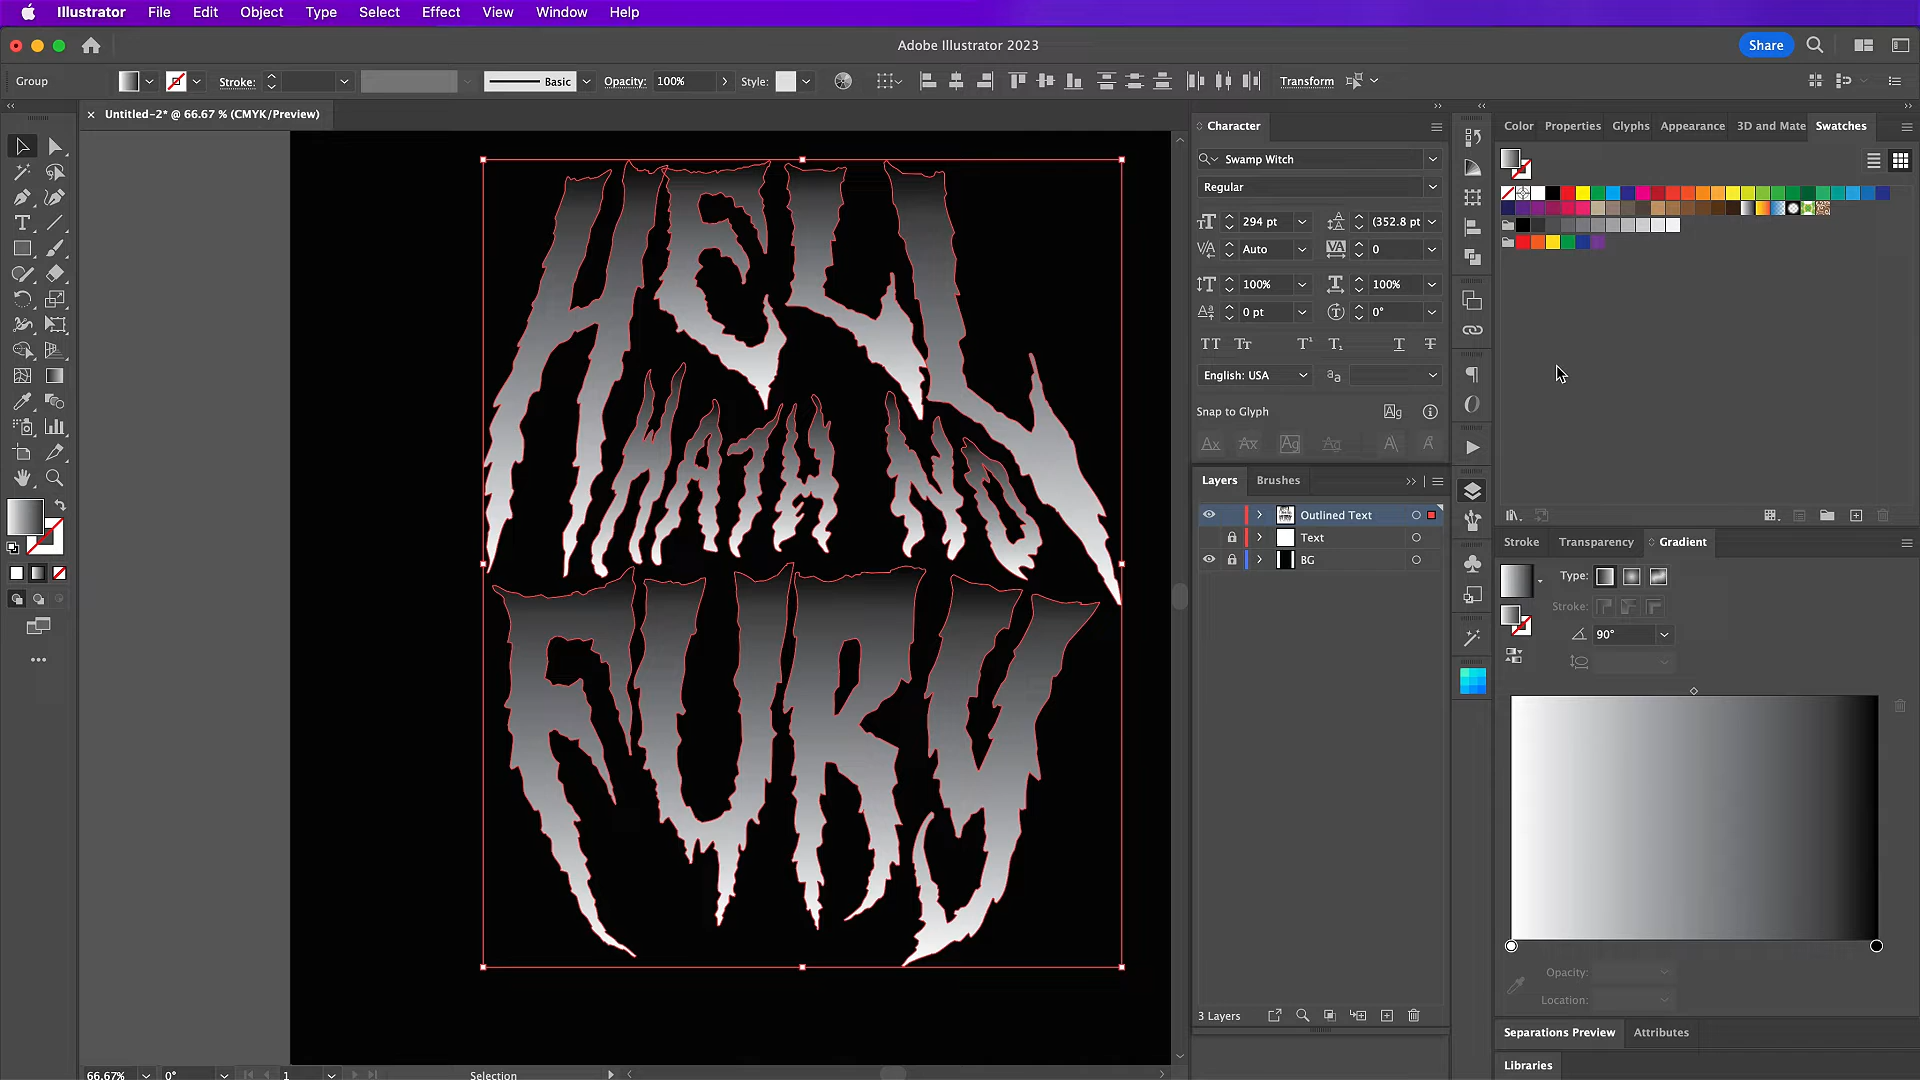 Illustrator File Edit Object Type Select Effect View Window Help
Adobe Illustrator 2023
Share
Group
Stroke:
Basic
Opacity: 100%
Style:
Transform
Untitled-2* @ 66.67 % (CMYK/Preview)
HELL
HATH NO
FURY
Character
Swamp Witch
Regular
294 pt
(352.8 pt
Auto
0
100%
100%
0 pt
0°
English: USA
Snap to Glyph
Layers Brushes
Outlined Text
Text
BG
3 Layers
Color Properties Glyphs Appearance 3D and Mate Swatches
Stroke Transparency Gradient
Type:
Stroke:
90°
Opacity:
Location:
Separations Preview Attributes
Libraries
66.67%
0°
1
Selection